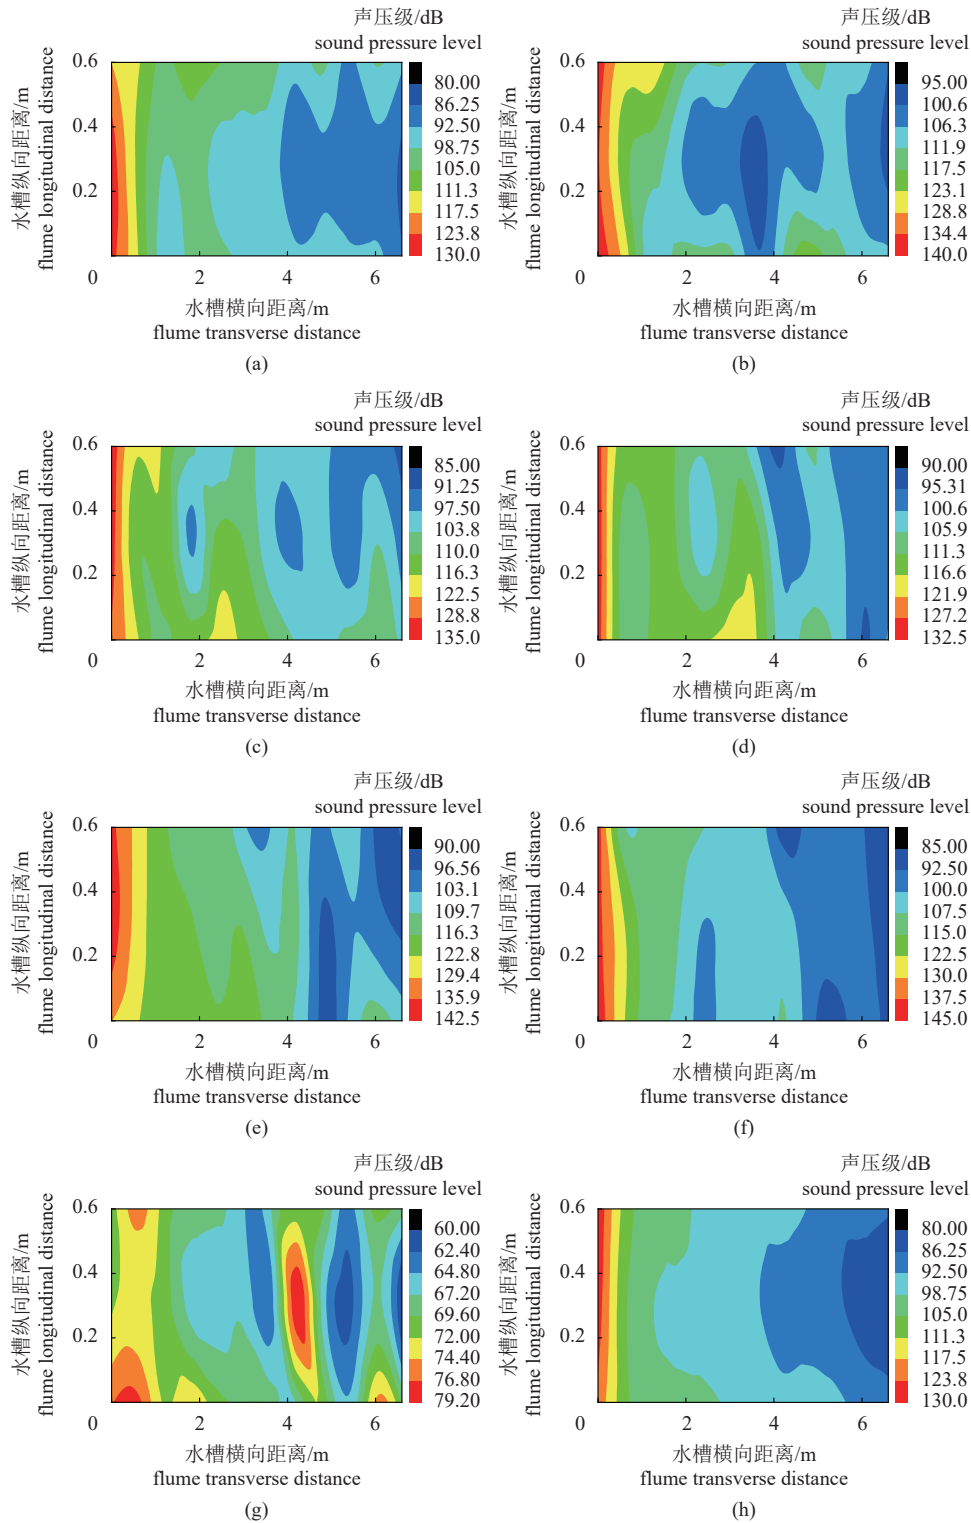 声压级/dB
sound pressure level
水槽纵向距离/m
flume longitudinal distance
0.6
0.4
0.2
0
2
4
6
80.00
86.25
92.50
98.75
105.0
111.3
117.5
123.8
130.0
水槽横向距离/m
flume transverse distance
(a)
声压级/dB
sound pressure level
水槽纵向距离/m
flume longitudinal distance
0.6
0.4
0.2
0
2
4
6
95.00
100.6
106.3
111.9
117.5
123.1
128.8
134.4
140.0
水槽横向距离/m
flume transverse distance
(b)
声压级/dB
sound pressure level
水槽纵向距离/m
flume longitudinal distance
0.6
0.4
0.2
0
2
4
6
85.00
91.25
97.50
103.8
110.0
116.3
122.5
128.8
135.0
水槽横向距离/m
flume transverse distance
(c)
声压级/dB
sound pressure level
水槽纵向距离/m
flume longitudinal distance
0.6
0.4
0.2
0
2
4
6
90.00
95.31
100.6
105.9
111.3
116.6
121.9
127.2
132.5
水槽横向距离/m
flume transverse distance
(d)
声压级/dB
sound pressure level
水槽纵向距离/m
flume longitudinal distance
0.6
0.4
0.2
0
2
4
6
90.00
96.56
103.1
109.7
116.3
122.8
129.4
135.9
142.5
水槽横向距离/m
flume transverse distance
(e)
声压级/dB
sound pressure level
水槽纵向距离/m
flume longitudinal distance
0.6
0.4
0.2
0
2
4
6
85.00
92.50
100.0
107.5
115.0
122.5
130.0
137.5
145.0
水槽横向距离/m
flume transverse distance
(f)
声压级/dB
sound pressure level
水槽纵向距离/m
flume longitudinal distance
0.6
0.4
0.2
0
2
4
6
60.00
62.40
64.80
67.20
69.60
72.00
74.40
76.80
79.20
水槽横向距离/m
flume transverse distance
(g)
声压级/dB
sound pressure level
水槽纵向距离/m
flume longitudinal distance
0.6
0.4
0.2
0
2
4
6
80.00
86.25
92.50
98.75
105.0
111.3
117.5
123.8
130.0
水槽横向距离/m
flume transverse distance
(h)